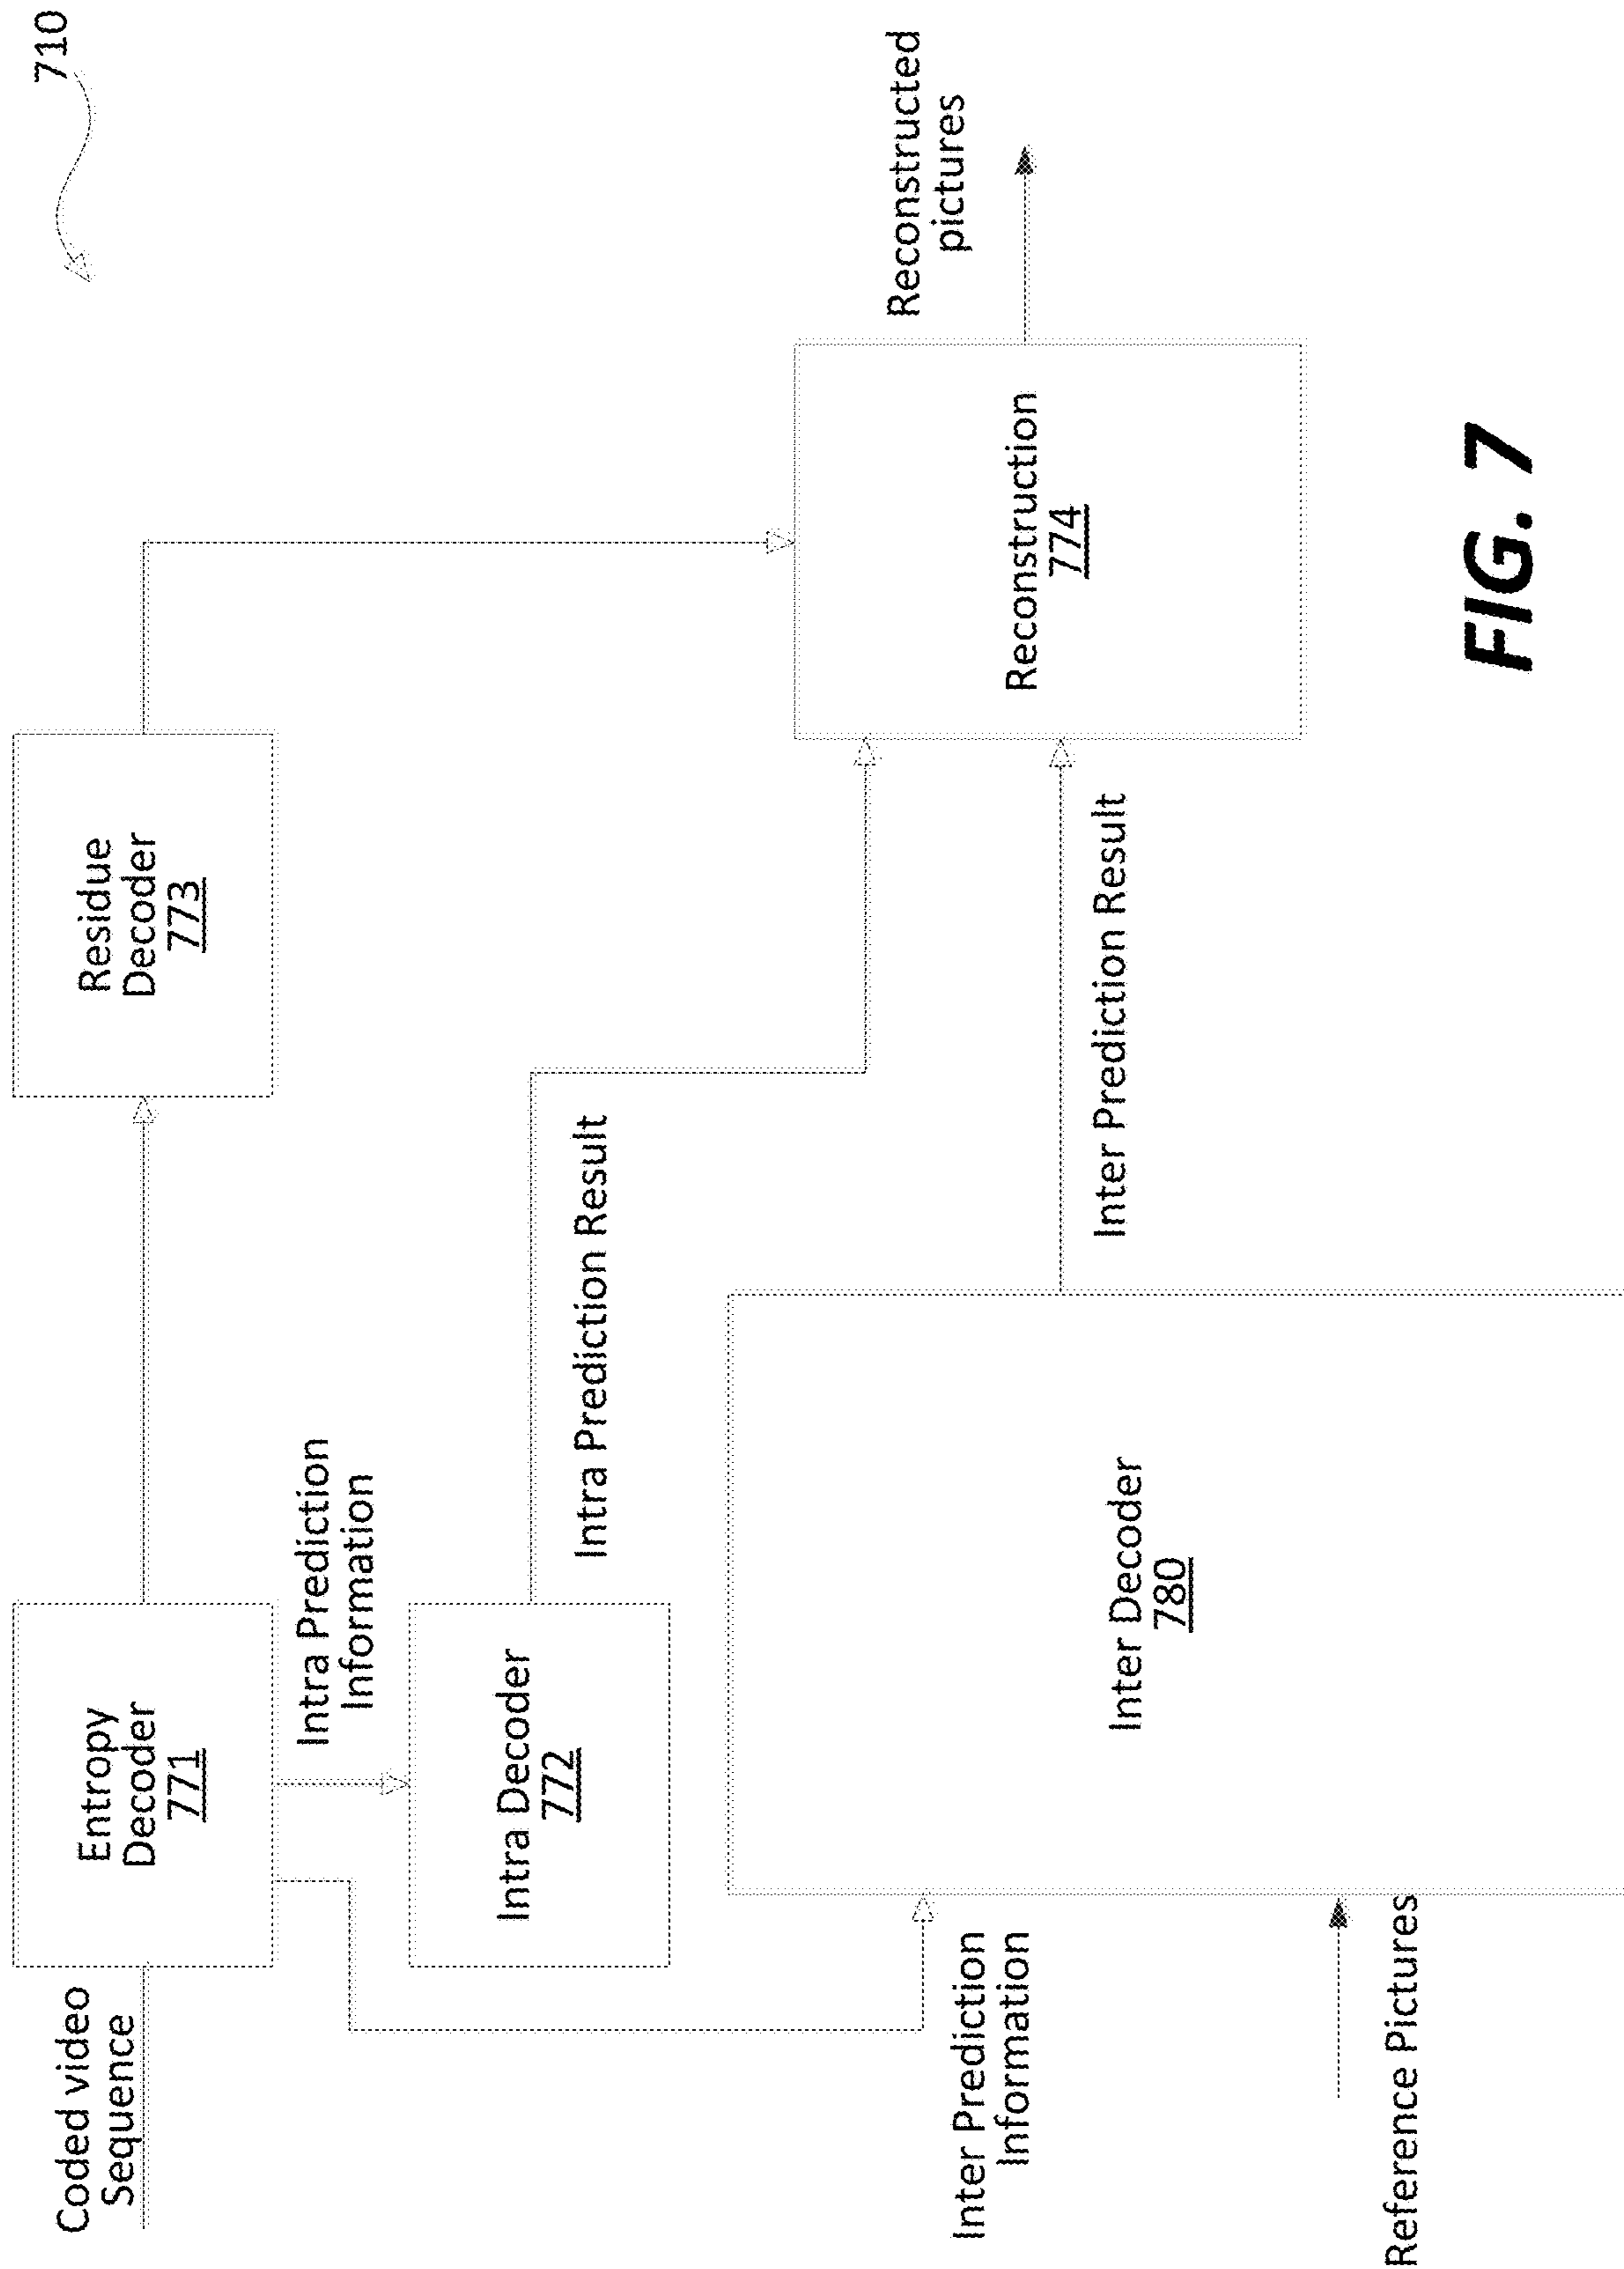 710
Coded video
Sequence
Entropy
Decoder
771
Residue
Decoder
773
Intra Prediction
Information
Intra Decoder
772
Intra Prediction Result
Reconstructed
pictures
Reconstruction
774
Inter Prediction
Information
Inter Decoder
780
Inter Prediction Result
Reference Pictures
FIG. 7